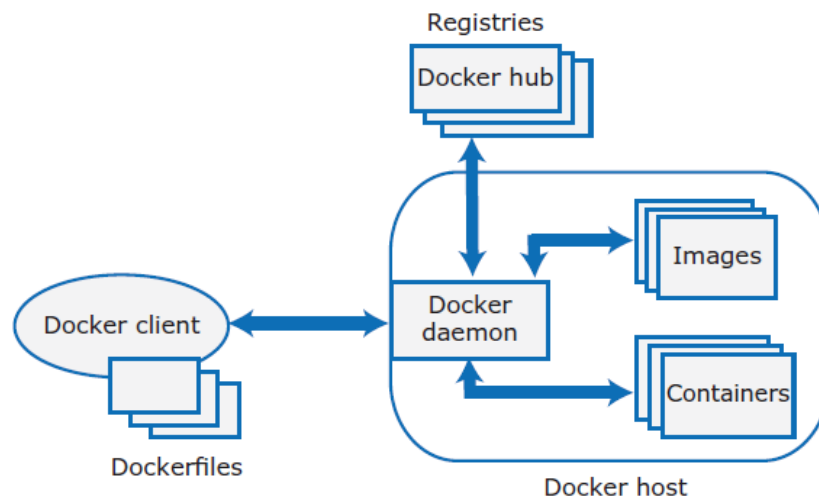 Registries
Docker hub
Images
Docker
daemon
Docker client
Containers
Dockerfiles
Docker host